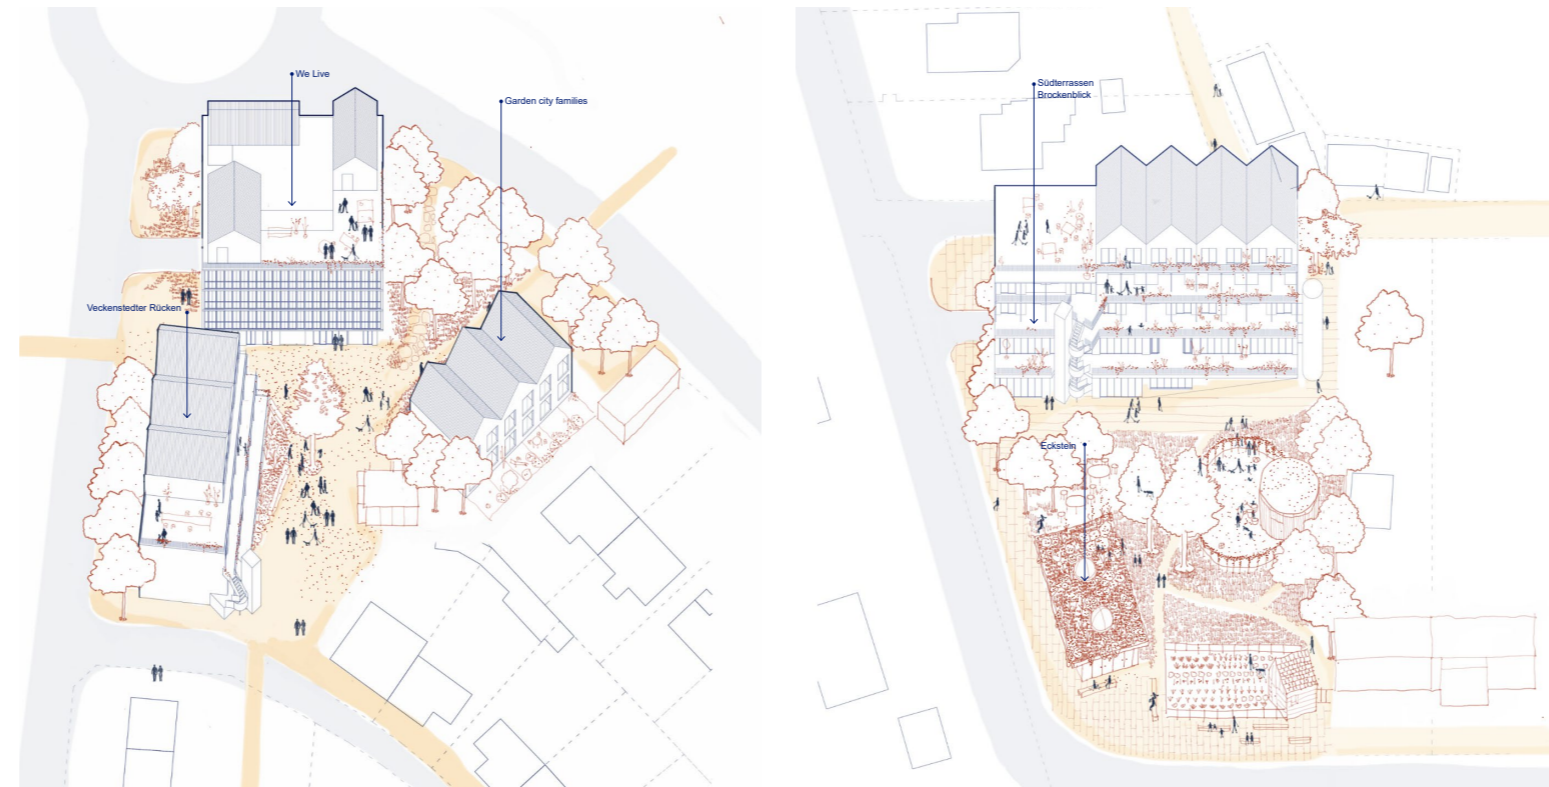 We Live
Garden city families
Veckenstedter Rücken
Südterrassen
Brockenblick
Eckstein